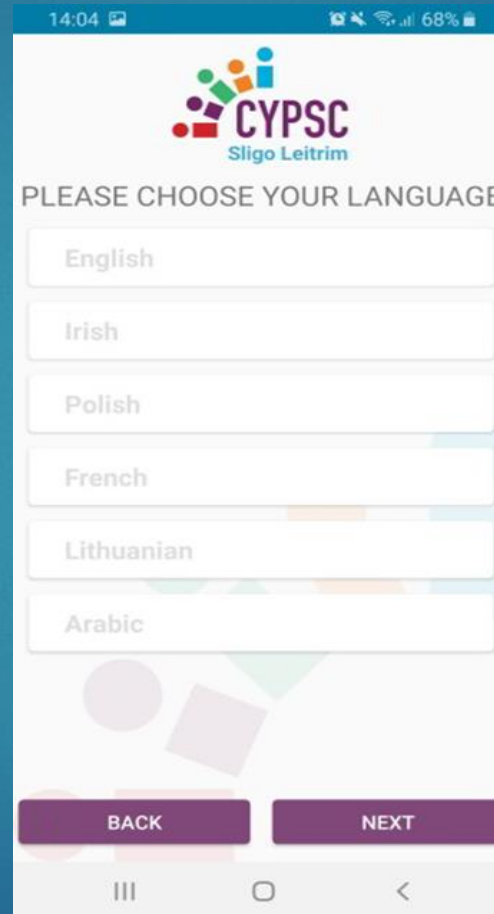 14:04 68%
CYPSC
Sligo Leitrim
PLEASE CHOOSE YOUR LANGUAGE
English
Irish
Polish
French
Lithuanian
Arabic
BACK NEXT